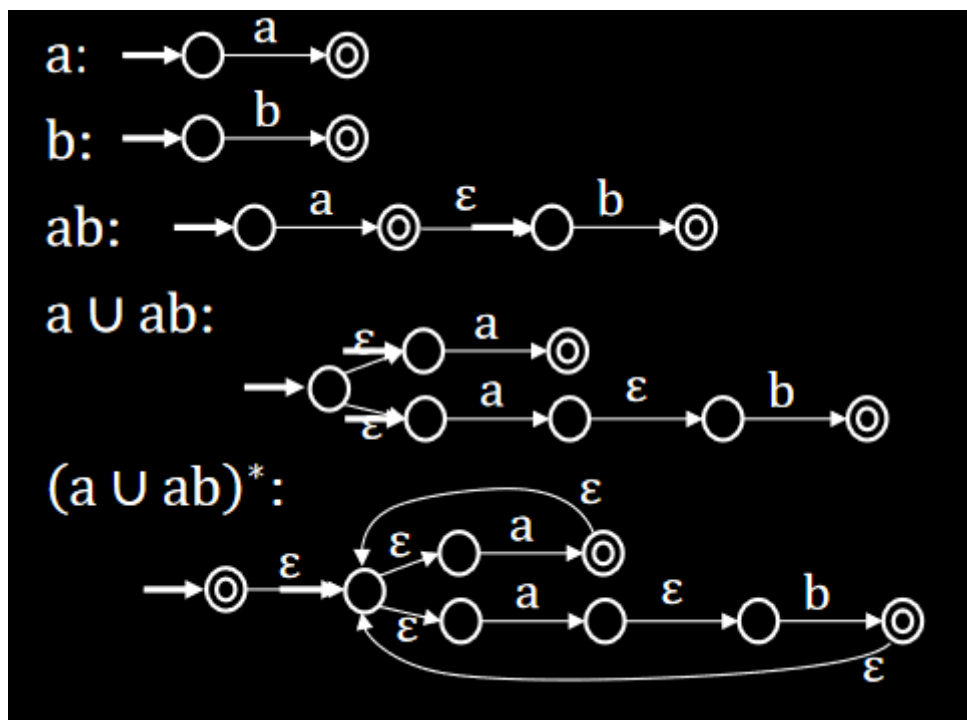 a: a
b: b
ab: a ε b
a ∪ ab: ε a
ε a ε b
(a ∪ ab)*: ε
ε ε a
ε a ε b
ε